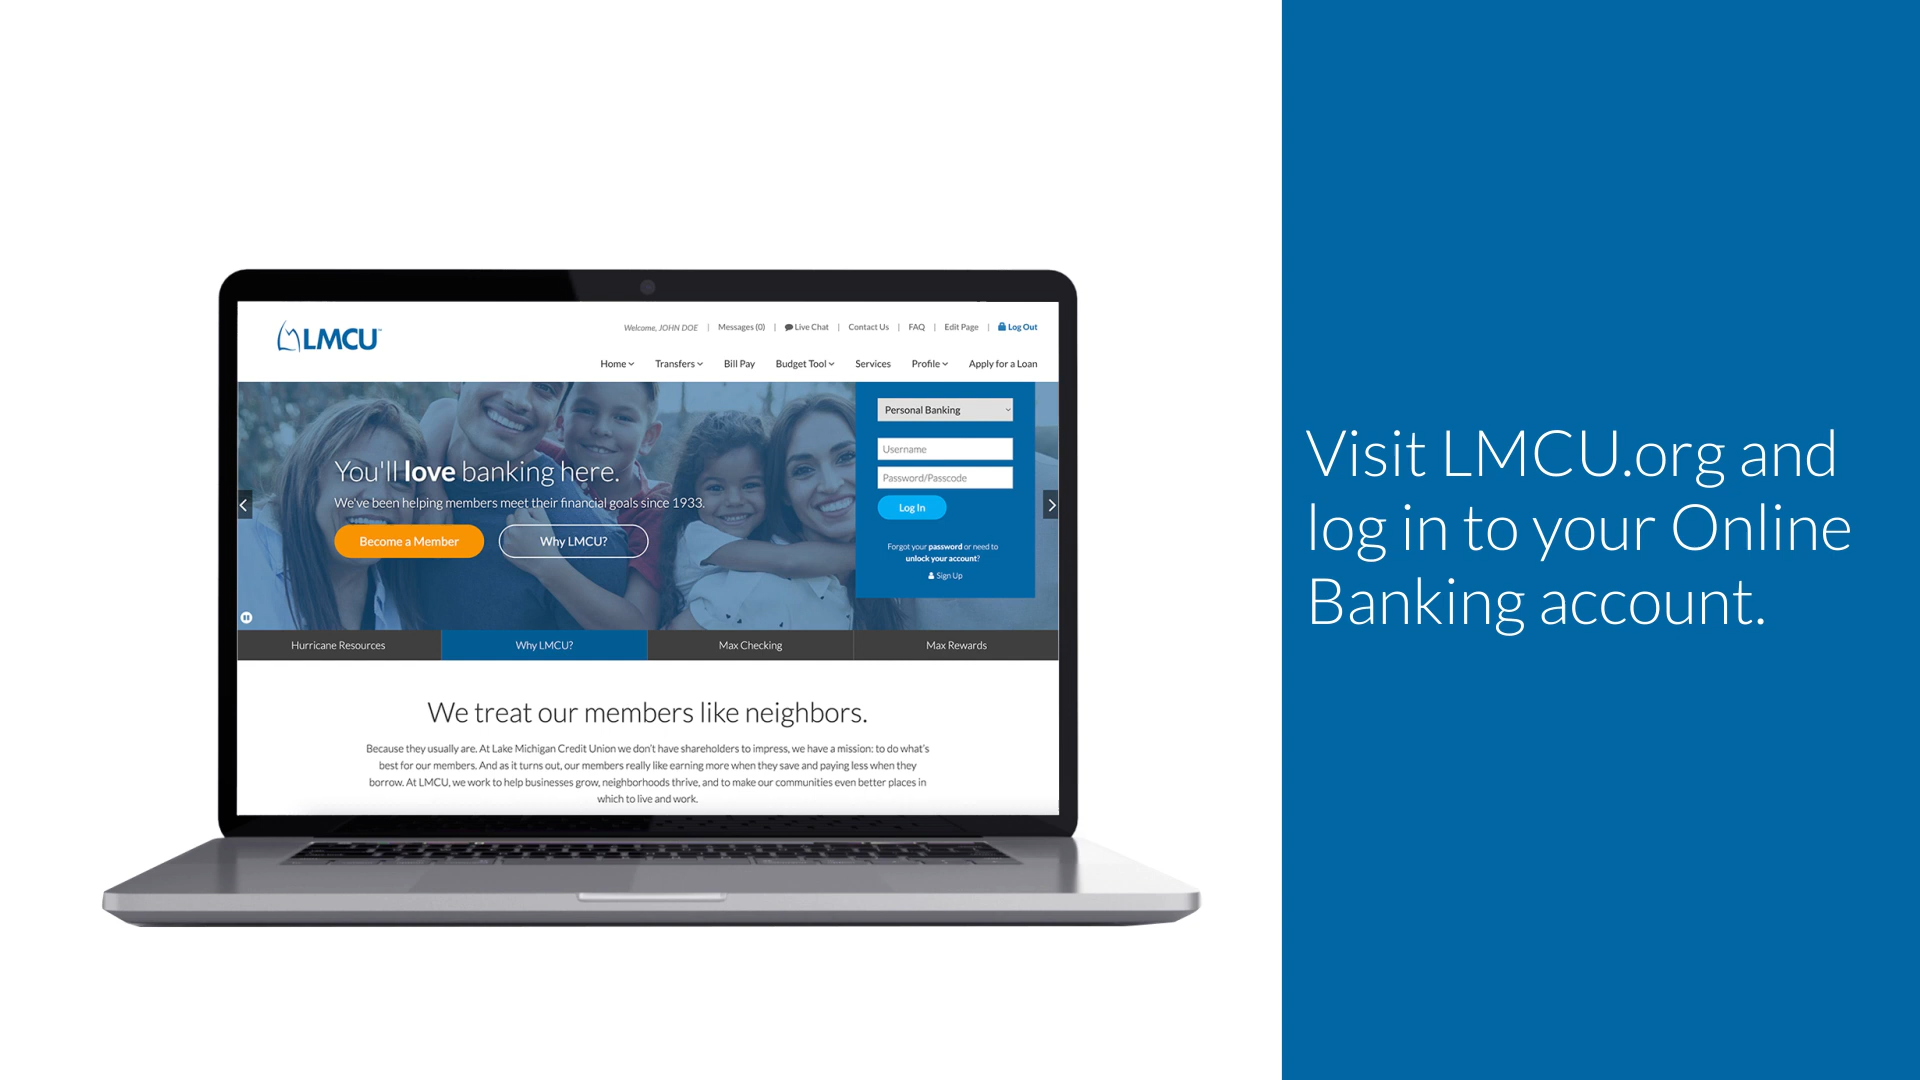 LMCU™
Welcome, JOHN DOE | Messages (0) | Live Chat | Contact Us | FAQ | Edit Page | Log Out
Home Transfers Bill Pay Budget Tool Services Profile Apply for a Loan
You'll love banking here.
We've been helping members meet their financial goals since 1933.
Become a Member Why LMCU?
Personal Banking
Username
Password/Passcode
Log In
Forgot your password or need to
unlock your account?
Sign Up
Hurricane Resources Why LMCU? Max Checking Max Rewards
We treat our members like neighbors.
Because they usually are. At Lake Michigan Credit Union we don't have shareholders to impress, we have a mission: to do what's
best for our members. And as it turns out, our members really like earning more when they save and paying less when they
borrow. At LMCU, we work to help businesses grow, neighborhoods thrive, and to make our communities even better places in
which to live and work.
Visit LMCU.org and
log in to your Online
Banking account.